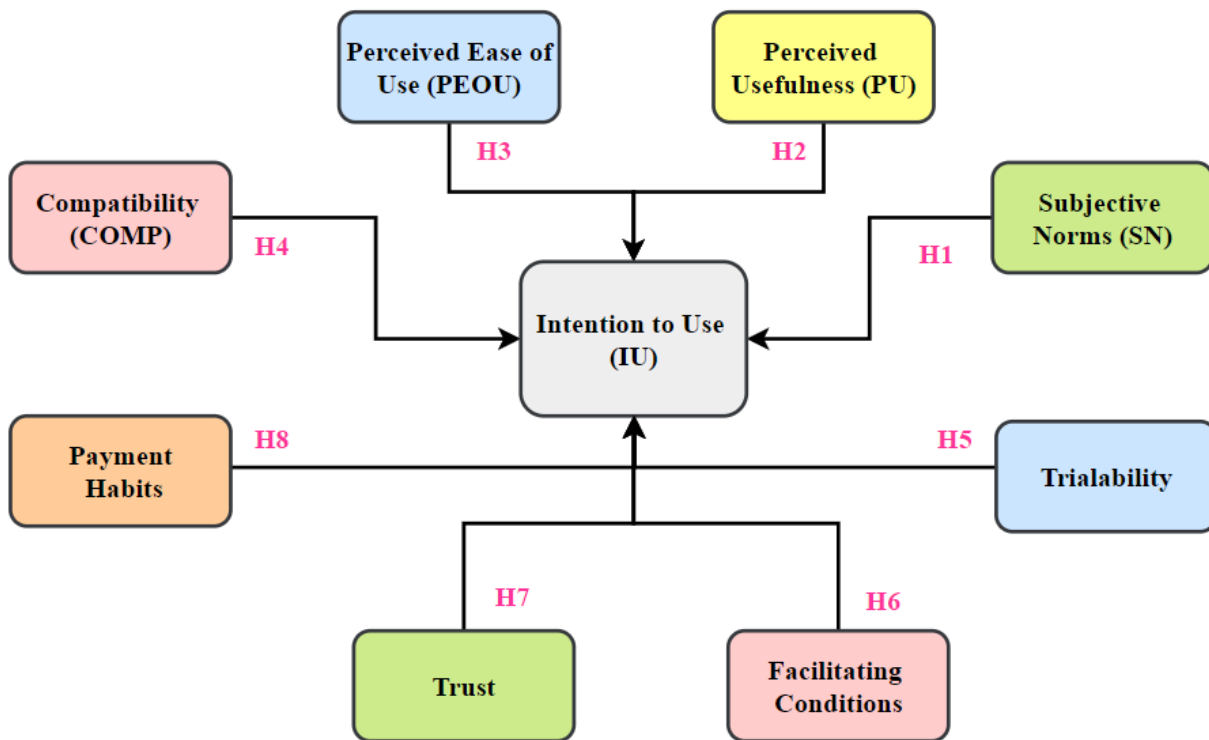 Perceived Ease of
Use (PEOU)
Perceived
Usefulness (PU)
H3
H2
Compatibility
(COMP)
Subjective
Norms (SN)
H4
H1
Intention to Use
(IU)
Payment
Habits
H8
H5
Trialability
H7
H6
Trust
Facilitating
Conditions